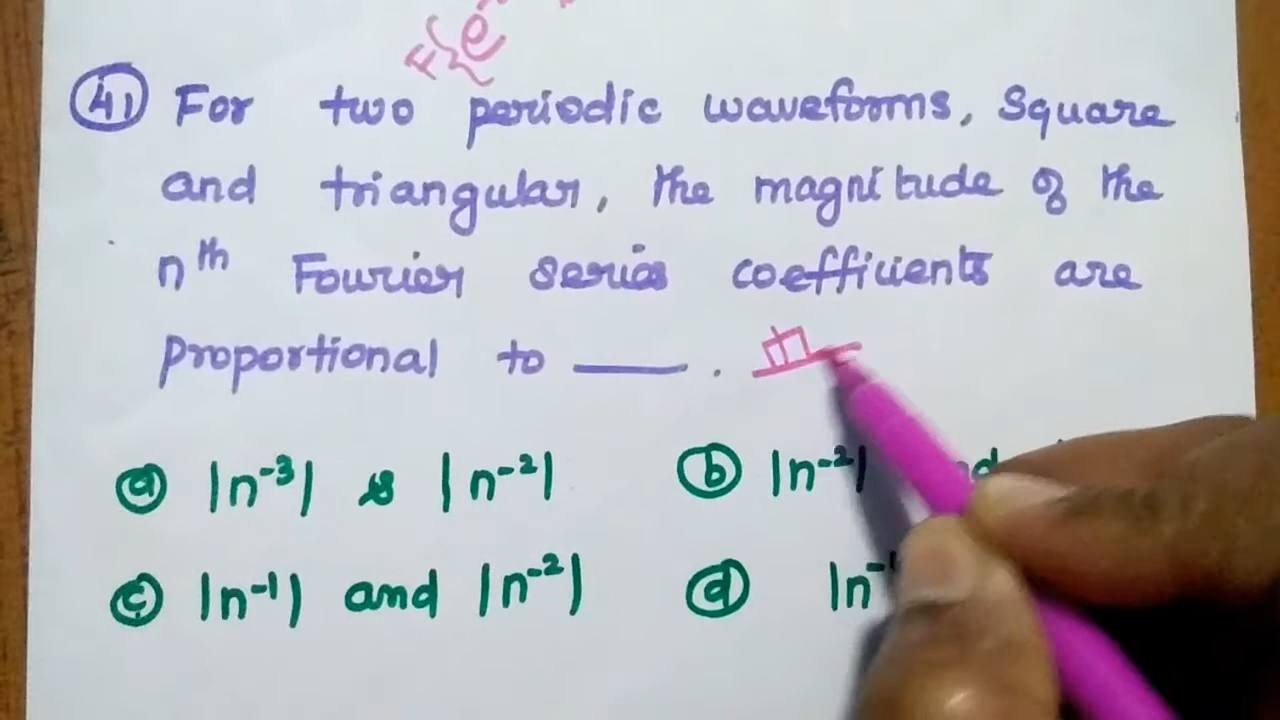 F{e
41 For two periodic waveforms, Square
and triangular, the magnitude of the
nth Fourier series coefficients are
proportional to ____ .
a |n⁻³| & |n⁻²| b |n⁻²|
c |n⁻¹| and |n⁻²| d |n⁻¹